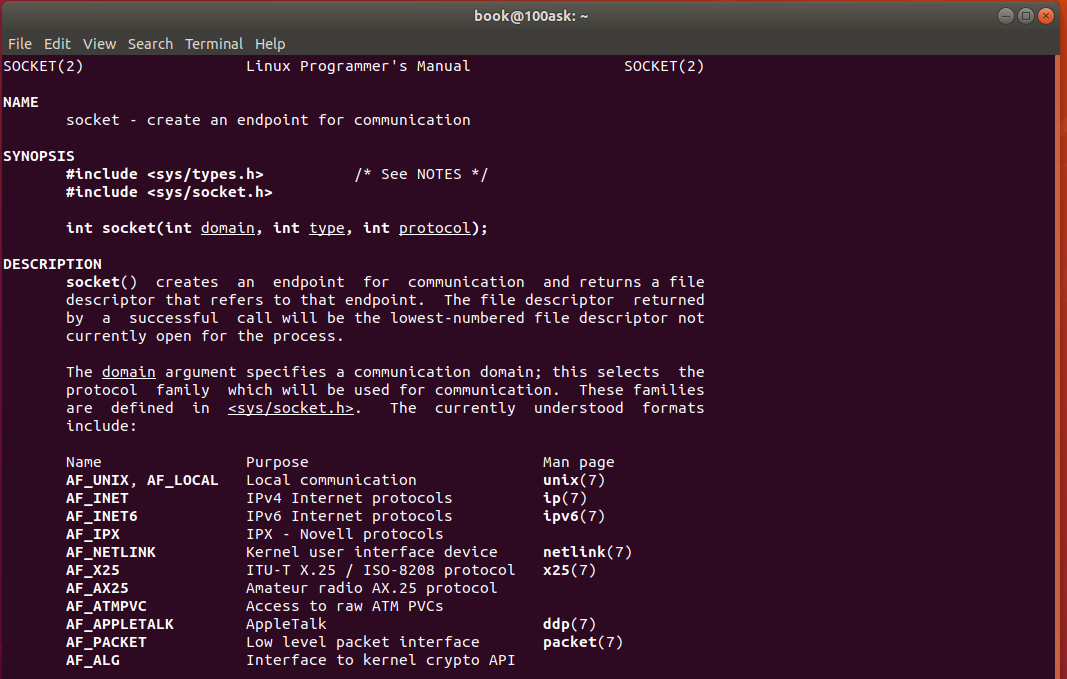 book@100ask: ~
File Edit View Search Terminal Help
SOCKET(2) Linux Programmer's Manual SOCKET(2)
NAME
socket - create an endpoint for communication
SYNOPSIS
#include <sys/types.h> /* See NOTES */
#include <sys/socket.h>
int socket(int domain, int type, int protocol);
DESCRIPTION
socket() creates an endpoint for communication and returns a file
descriptor that refers to that endpoint. The file descriptor returned
by a successful call will be the lowest-numbered file descriptor not
currently open for the process.
The domain argument specifies a communication domain; this selects the
protocol family which will be used for communication. These families
are defined in <sys/socket.h>. The currently understood formats
include:
Name Purpose Man page
AF_UNIX, AF_LOCAL Local communication unix(7)
AF_INET IPv4 Internet protocols ip(7)
AF_INET6 IPv6 Internet protocols ipv6(7)
AF_IPX IPX - Novell protocols
AF_NETLINK Kernel user interface device netlink(7)
AF_X25 ITU-T X.25 / ISO-8208 protocol x25(7)
AF_AX25 Amateur radio AX.25 protocol
AF_ATMPVC Access to raw ATM PVCs
AF_APPLETALK AppleTalk ddp(7)
AF_PACKET Low level packet interface packet(7)
AF_ALG Interface to kernel crypto API